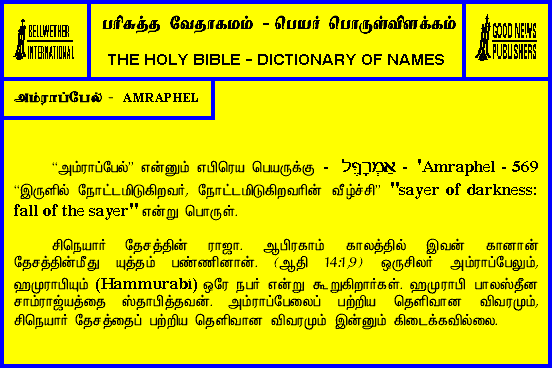 BELLWETHER
INTERNATIONAL
பரிசுத்த வேதாகமம் - பெயர் பொருள்விளக்கம்
THE HOLY BIBLE - DICTIONARY OF NAMES
GOOD NEWS
PUBLISHERS
அம்ராப்பேல் - AMRAPHEL
“அம்ராப்பேல்” என்னும் எபிரெய பெயருக்கு - אַמְרָפֶל - 'Amraphel - 569
“இருளில் நோட்டமிடுகிறவர், நோட்டமிடுகிறவரின் வீழ்ச்சி” "sayer of darkness:
fall of the sayer" என்று பொருள்.
சிநெயார் தேசத்தின் ராஜா. ஆபிரகாம் காலத்தில் இவன் கானான்
தேசத்தின்மீது யுத்தம் பண்ணினான். (ஆதி 14:1,9) ஒருசிலர் அம்ராப்பேலும்,
ஹமுராபியும் (Hammurabi) ஒரே நபர் என்று கூறுகிறார்கள். ஹமுராபி பாலஸ்தீன
சாம்ராஜ்யத்தை ஸ்தாபித்தவன். அம்ராப்பேலைப் பற்றிய தெளிவான விவரமும்,
சிநெயார் தேசத்தைப் பற்றிய தெளிவான விவரமும் இன்னும் கிடைக்கவில்லை.